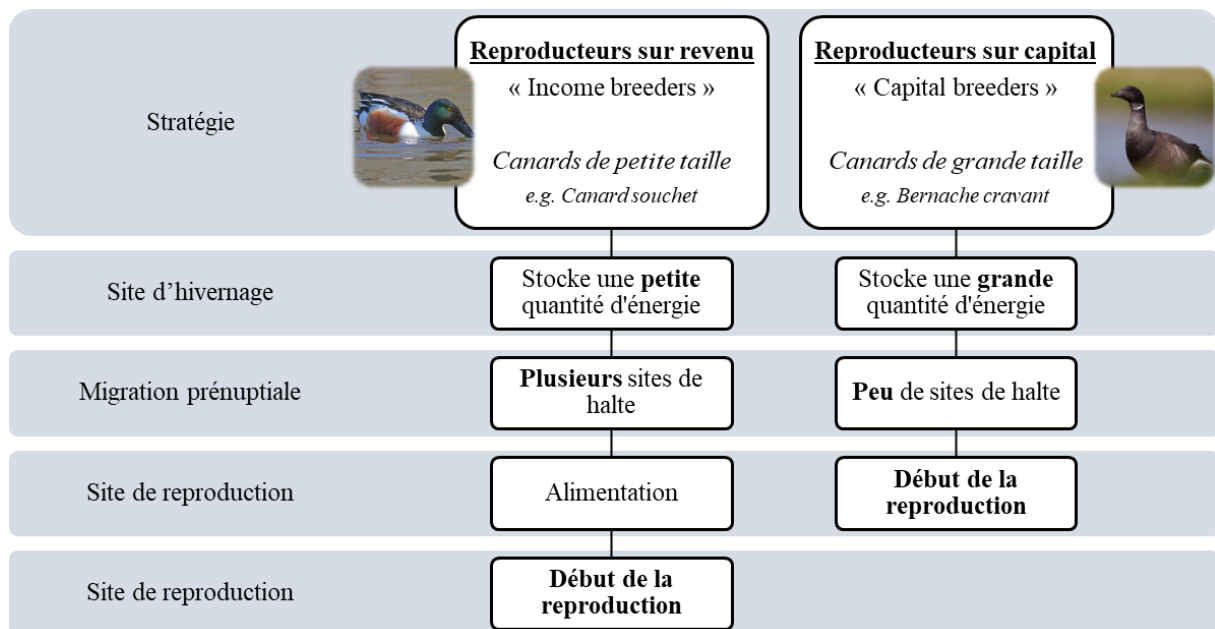 Stratégie
Reproducteurs sur revenu
« Income breeders »
Canards de petite taille
e.g. Canard souchet
Reproducteurs sur capital
« Capital breeders »
Canards de grande taille
e.g. Bernache cravant
Site d’hivernage
Stocke une petite
quantité d'énergie
Stocke une grande
quantité d'énergie
Migration prénuptiale
Plusieurs sites de
halte
Peu de sites de halte
Site de reproduction
Alimentation
Début de la
reproduction
Site de reproduction
Début de la
reproduction